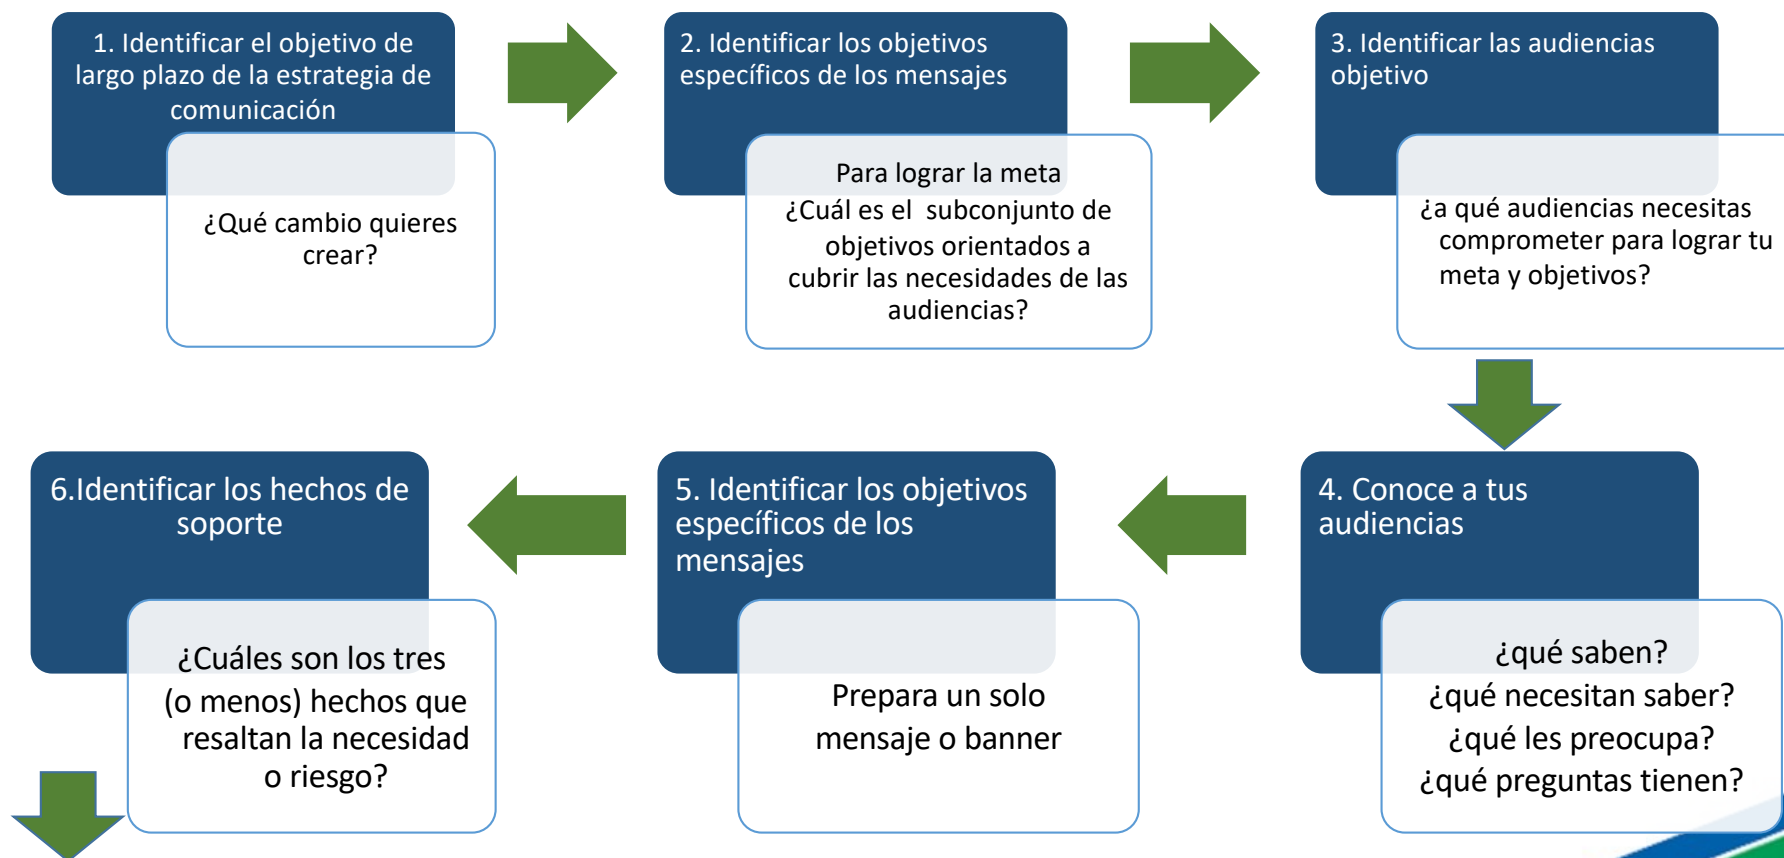 1. Identificar el objetivo de
largo plazo de la estrategia de
comunicación
¿Qué cambio quieres
crear?
2. Identificar los objetivos
específicos de los mensajes
Para lograr la meta
¿Cuál es el subconjunto de
objetivos orientados a
cubrir las necesidades de las
audiencias?
3. Identificar las audiencias
objetivo
¿a qué audiencias necesitas
comprometer para lograr tu
meta y objetivos?
4. Conoce a tus
audiencias
¿qué saben?
¿qué necesitan saber?
¿qué les preocupa?
¿qué preguntas tienen?
5. Identificar los objetivos
específicos de los
mensajes
Prepara un solo
mensaje o banner
6.Identificar los hechos de
soporte
¿Cuáles son los tres
(o menos) hechos que
resaltan la necesidad
o riesgo?